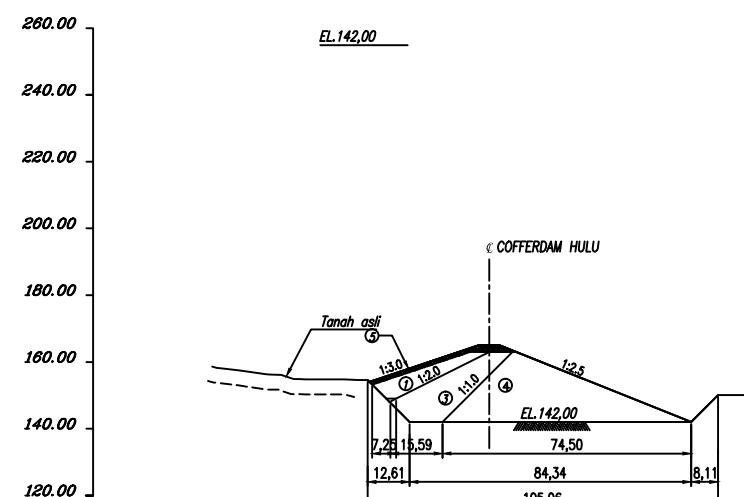 260.00
EL.142,00
240.00
220.00
200.00
℄ COFFERDAM HULU
180.00
Tanah asli
5
160.00
1:3.0
1:2.0
1:1.0
1:2.5
1
3
4
EL.142,00
140.00
7,25 15,59 74,50
12,61 84,34 8,11
120.00